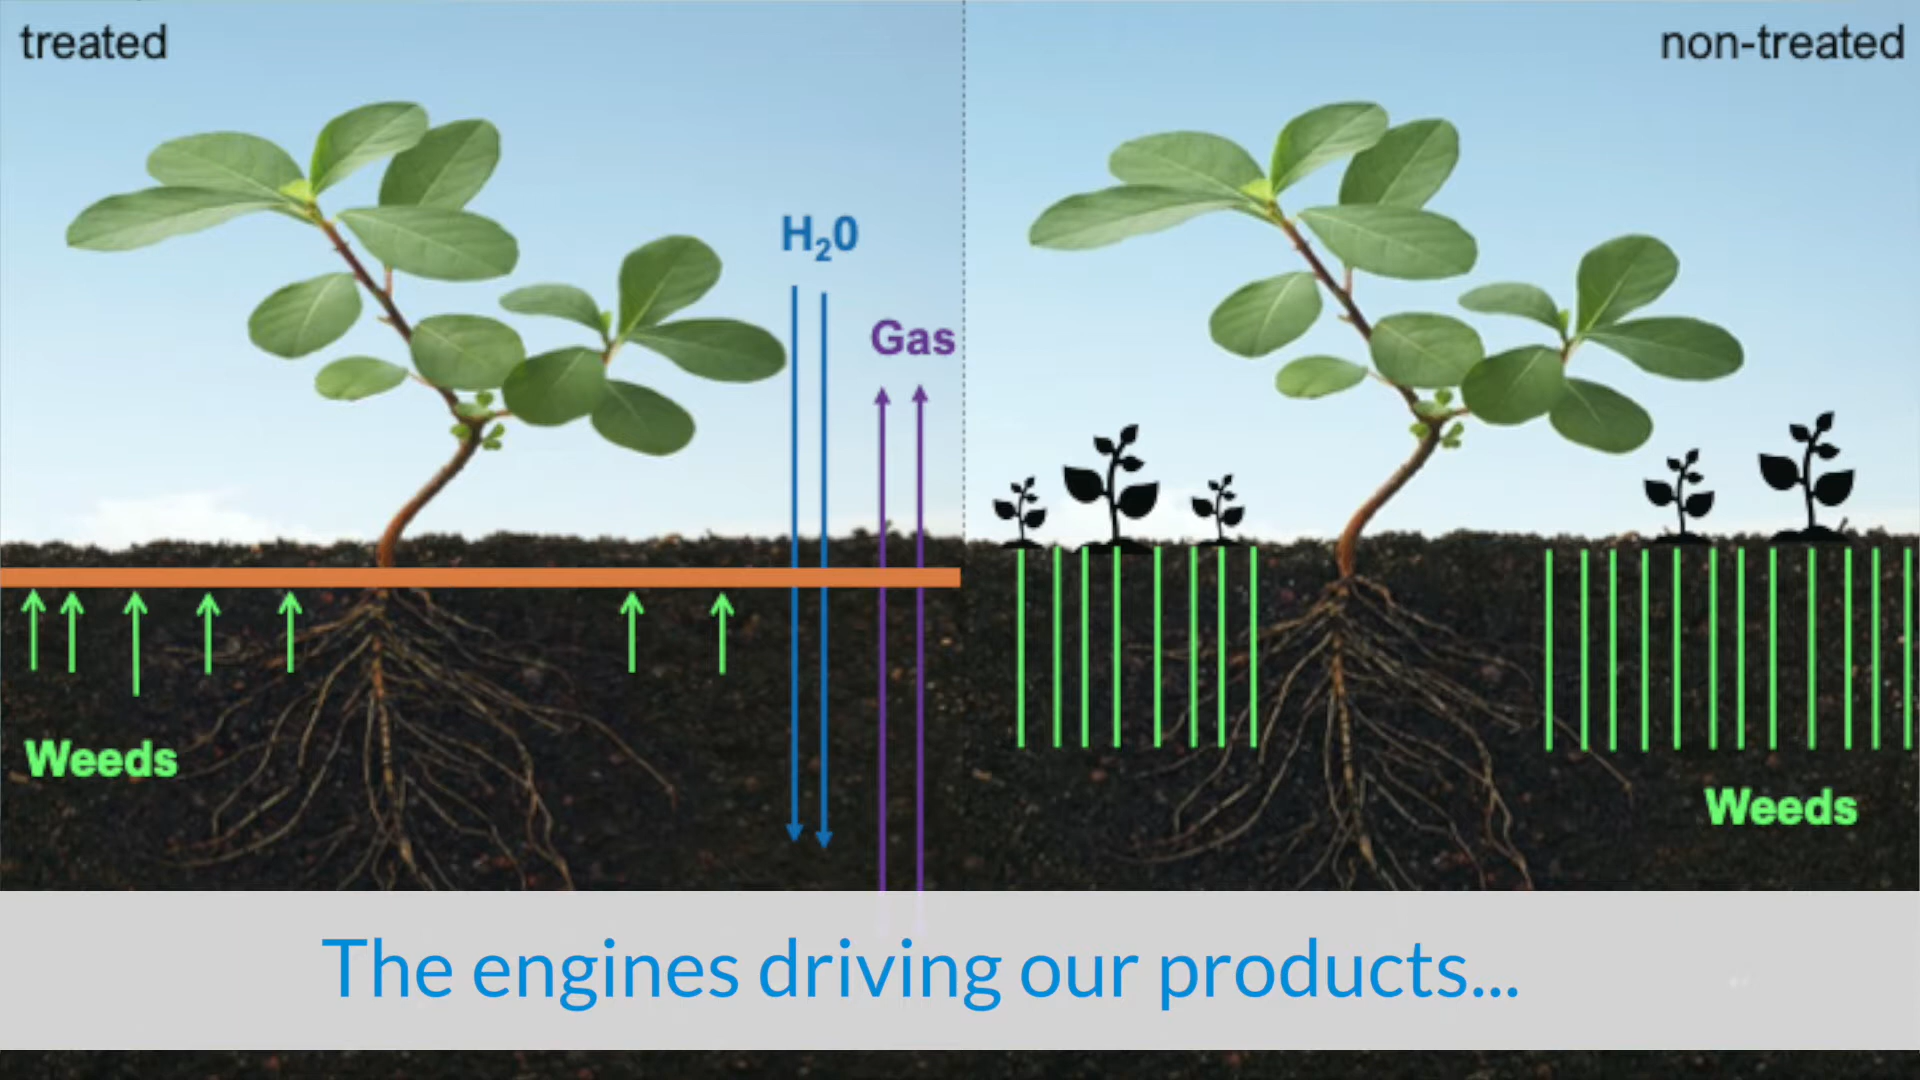 treated
non-treated
H₂0
Gas
Weeds
Weeds
The engines driving our products...